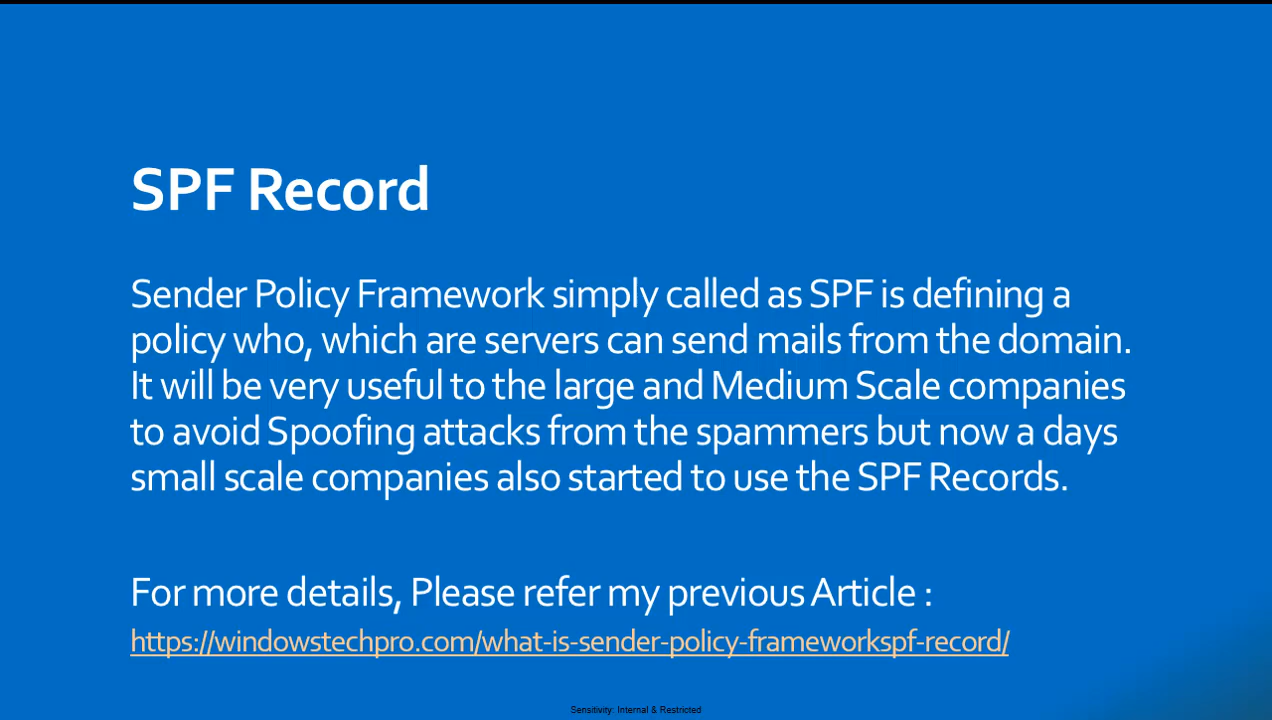 SPF Record
Sender Policy Framework simply called as SPF is defining a
policy who, which are servers can send mails from the domain.
It will be very useful to the large and Medium Scale companies
to avoid Spoofing attacks from the spammers but now a days
small scale companies also started to use the SPF Records.
For more details, Please refer my previous Article :
https://windowstechpro.com/what-is-sender-policy-frameworkspf-record/
Sensitivity: Internal & Restricted